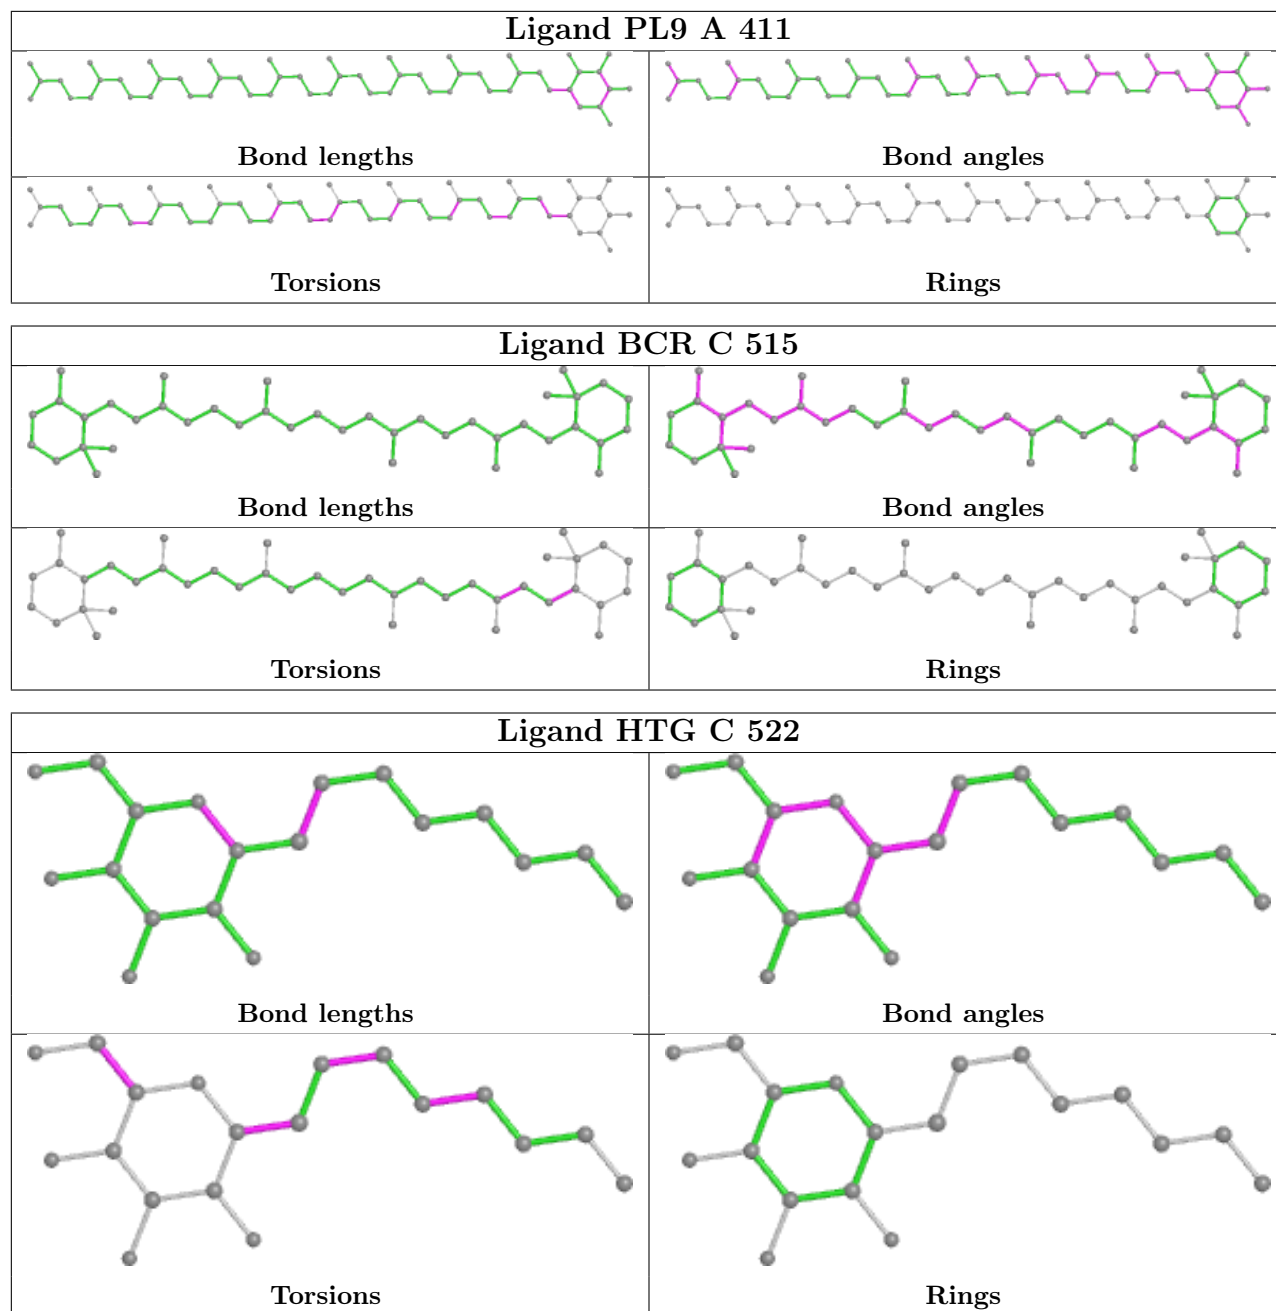 Ligand PL9 A 411
Bond lengths
Bond angles
Torsions
Rings
Ligand BCR C 515
Bond lengths
Bond angles
Torsions
Rings
Ligand HTG C 522
Bond lengths
Bond angles
Torsions
Rings